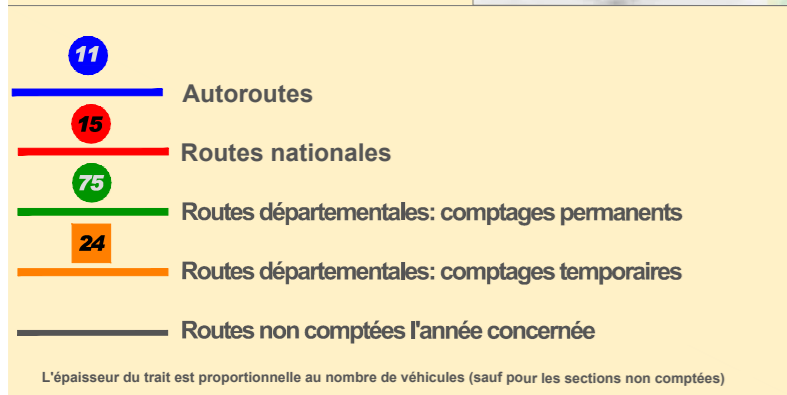 11
Autoroutes
15
Routes nationales
75
Routes départementales: comptages permanents
24
Routes départementales: comptages temporaires
Routes non comptées l'année concernée
L'épaisseur du trait est proportionnelle au nombre de véhicules (sauf pour les sections non comptées)